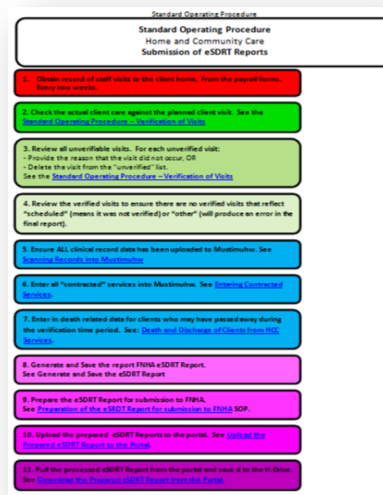 Standard Operating Procedure
Standard Operating Procedure
Home and Community Care
Submission of eSDRT Reports
1. Obtain record of staff visits to the client home. From the payroll forms.
Every two weeks.
2. Check the actual client care against the planned client visit. See the
Standard Operating Procedure – Verification of Visits
3. Review all unverifiable visits. For each unverified visit:
- Provide the reason that the visit did not occur, OR
- Delete the visit from the "unverified" list.
See the Standard Operating Procedure – Verification of Visits
4. Review the verified visits to ensure there are no verified visits that reflect
"scheduled" (means it was not verified) or "other" (will produce an error in the
final report).
5. Ensure ALL clinical record data has been uploaded to Mustimuhw. See
Scanning Records into Mustimuhw
6. Enter all "contracted" services into Mustimuhw. See Entering Contracted
Services.
7. Enter in death related data for clients who may have passed away during
the verification time period. See: Death and Discharge of Clients from HCC
Services.
8. Generate and Save the report FNHA eSDRT Report.
See Generate and Save the eSDRT Report
9. Prepare the eSDRT Report for submission to FNHA.
See Preparation of the eSRDT Report for submission to FNHA SOP.
10. Upload the prepared eSDRT Reports to the portal. See Upload the
Prepared eSDRT Report to the Portal.
11. Pull the processed eSDRT Report from the portal and save it to the H:Drive.
See Download the Prepared eSDRT Report from the Portal.